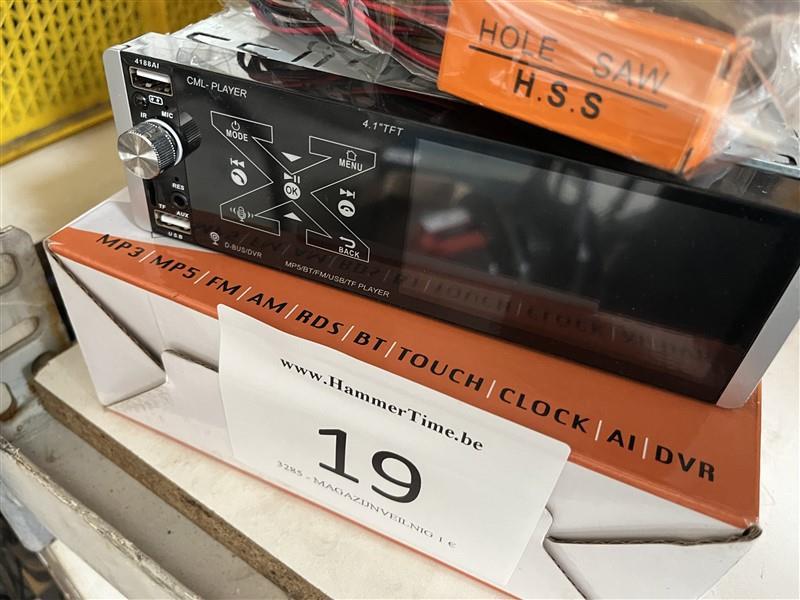 HOLE SAW
H.S.S
4188AI
CML- PLAYER
4.1"TFT
IR
MIC
MODE
MENU
OK
RES
TF
AUX
USB
D-BUS/DVR
BACK
MP5/BT/FM/USB/TF PLAYER
MP3|MP5|FM|AM|RDS|BT|TOUCH|CLOCK|AI|DVR
www.HammerTime.be
19
3285 - MAGAZIJNVEILNIG 1 €